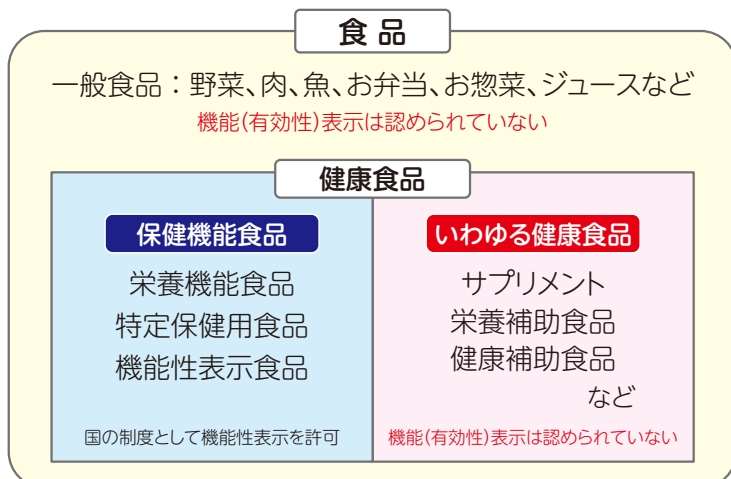 食品
一般食品：野菜、肉、魚、お弁当、お惣菜、ジュースなど
機能(有効性)表示は認められていない
健康食品
保健機能食品
栄養機能食品
特定保健用食品
機能性表示食品
国の制度として機能性表示を許可
いわゆる健康食品
サプリメント
栄養補助食品
健康補助食品
など
機能(有効性)表示は認められていない